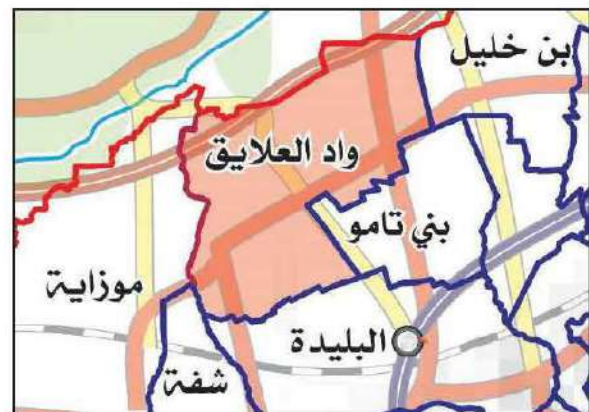 بن خليل
واد العلايق
بني تامو
موزاية
البليدة
شفة